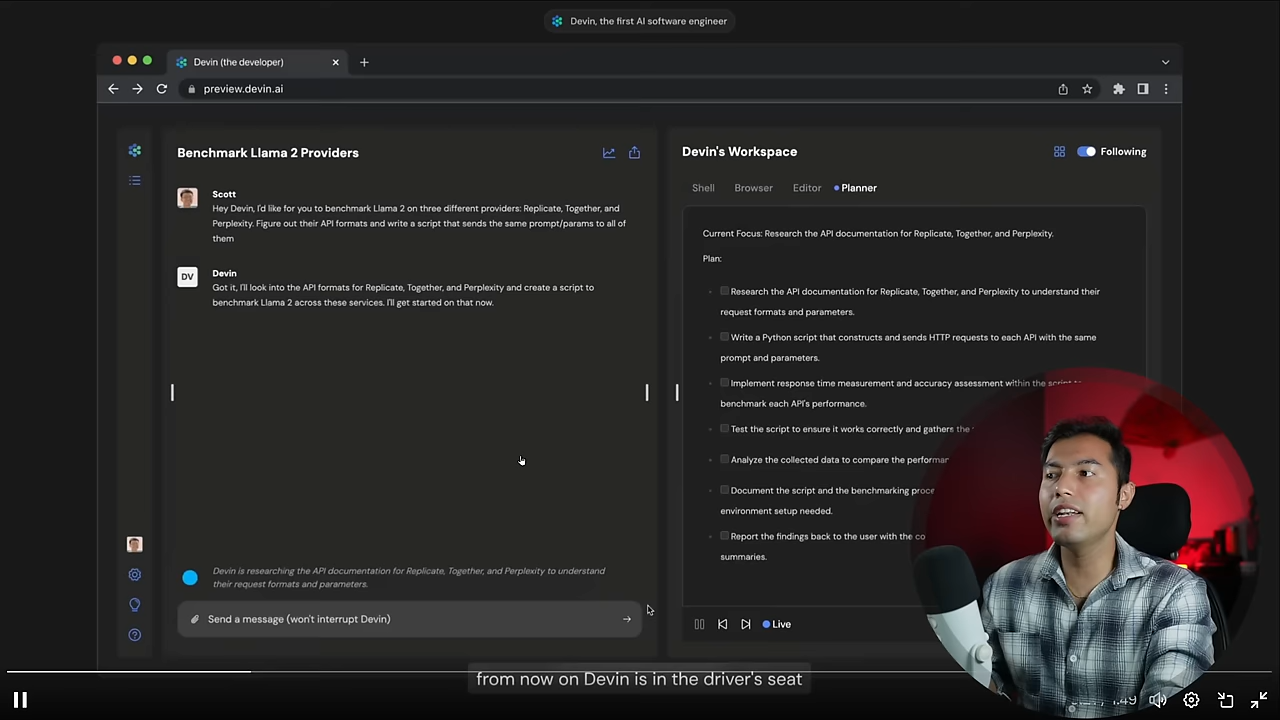 Devin, the first AI software engineer
Devin (the developer)
preview.devin.ai
Benchmark Llama 2 Providers
Scott
Hey Devin, I'd like for you to benchmark Llama 2 on three different providers: Replicate, Together, and
Perplexity. Figure out their API formats and write a script that sends the same prompt/params to all of
them
DV
Devin
Got it, I'll look into the API formats for Replicate, Together, and Perplexity and create a script to
benchmark Llama 2 across these services. I'll get started on that now.
Devin is researching the API documentation for Replicate, Together, and Perplexity to understand
their request formats and parameters.
Send a message (won't interrupt Devin)
Devin's Workspace
Following
Shell
Browser
Editor
Planner
Current Focus: Research the API documentation for Replicate, Together, and Perplexity.
Plan:
Research the API documentation for Replicate, Together, and Perplexity to understand their
request formats and parameters.
Write a Python script that constructs and sends HTTP requests to each API with the same
prompt and parameters.
Implement response time measurement and accuracy assessment within the script to
benchmark each API's performance.
Test the script to ensure it works correctly and gathers the
Analyze the collected data to compare the performan
Document the script and the benchmarking proce
environment setup needed.
Report the findings back to the user with the co
summaries.
Live
from now on Devin is in the driver's seat